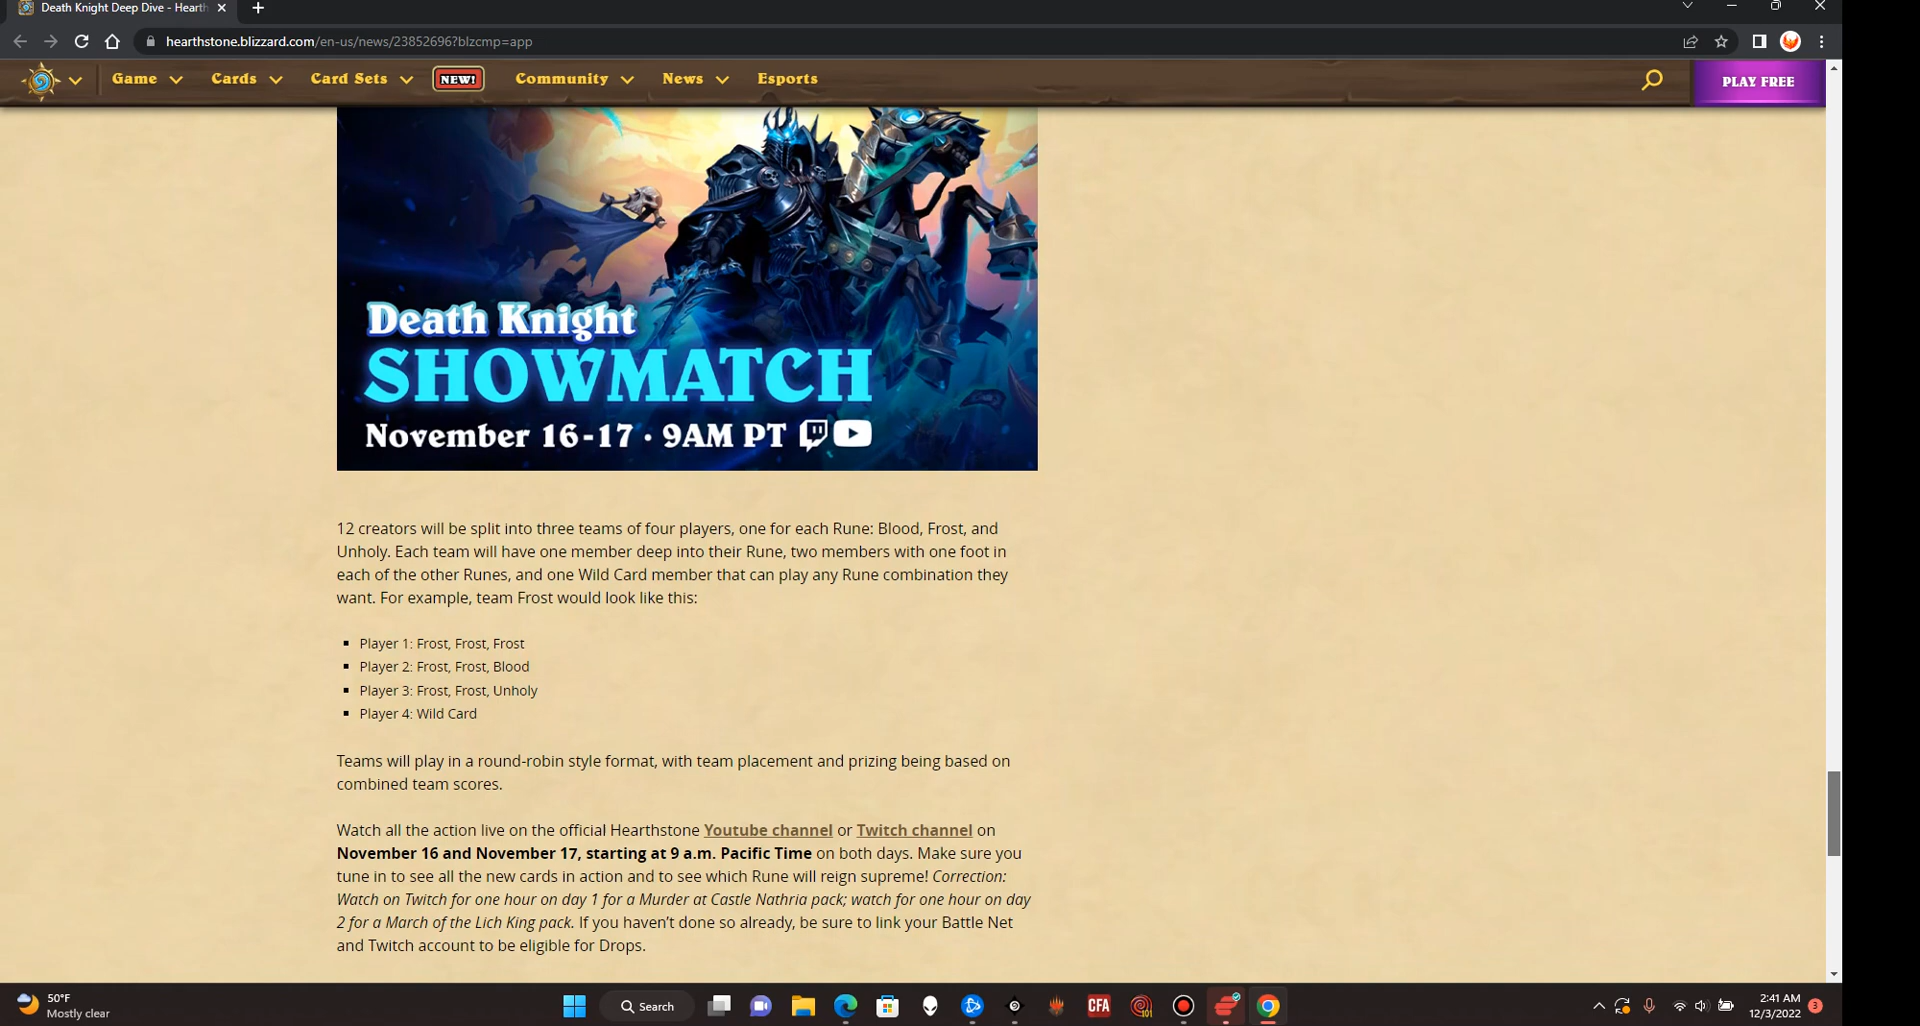 Death Knight Deep Dive - Hearth
hearthstone.blizzard.com/en-us/news/23852696?blzcmp=app
Game Cards Card Sets NEW! Community News Esports PLAY FREE
Death Knight
SHOWMATCH
November 16-17 · 9AM PT
12 creators will be split into three teams of four players, one for each Rune: Blood, Frost, and
Unholy. Each team will have one member deep into their Rune, two members with one foot in
each of the other Runes, and one Wild Card member that can play any Rune combination they
want. For example, team Frost would look like this:
Player 1: Frost, Frost, Frost
Player 2: Frost, Frost, Blood
Player 3: Frost, Frost, Unholy
Player 4: Wild Card
Teams will play in a round-robin style format, with team placement and prizing being based on
combined team scores.
Watch all the action live on the official Hearthstone Youtube channel or Twitch channel on
November 16 and November 17, starting at 9 a.m. Pacific Time on both days. Make sure you
tune in to see all the new cards in action and to see which Rune will reign supreme! Correction:
Watch on Twitch for one hour on day 1 for a Murder at Castle Nathria pack; watch for one hour on day
2 for a March of the Lich King pack. If you haven’t done so already, be sure to link your Battle Net
and Twitch account to be eligible for Drops.
50°F
Mostly clear
Search
CFA
101
2:41 AM
12/3/2022
3